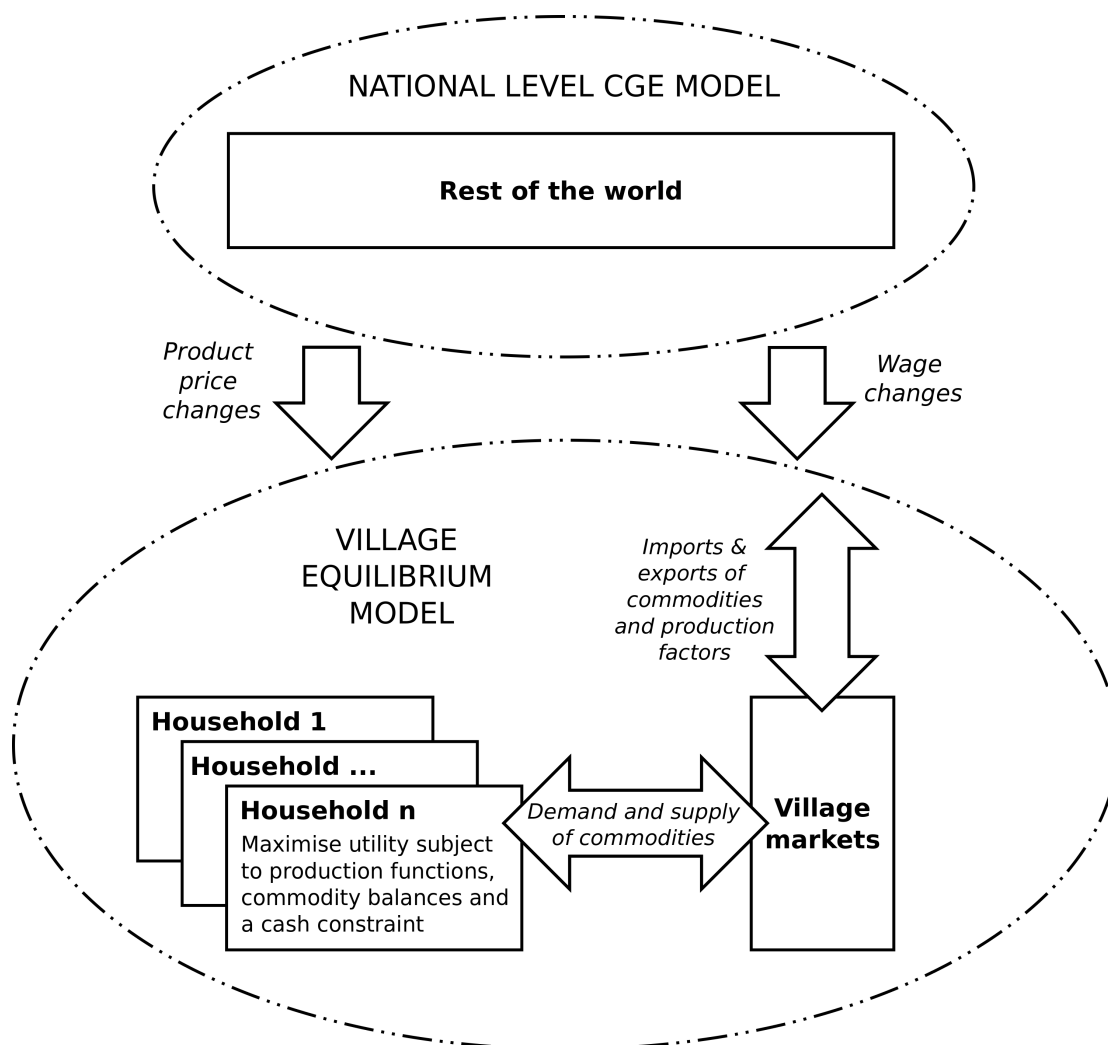 NATIONAL LEVEL CGE MODEL
Rest of the world
Product
price
changes
Wage
changes
VILLAGE
EQUILIBRIUM
MODEL
Imports &
exports of
commodities
and production
factors
Household 1
Household ...
Household n
Maximise utility subject
to production functions,
commodity balances and
a cash constraint
Demand and supply
of commodities
Village
markets